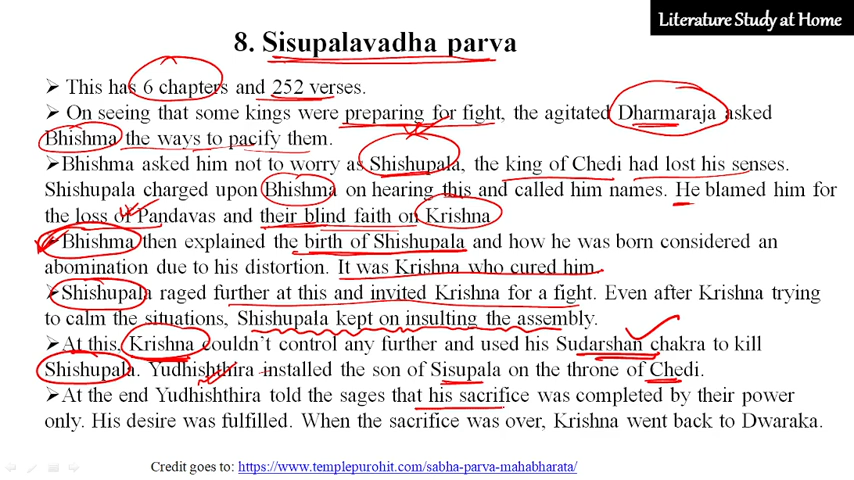 Literature Study at Home
8. Sisupalavadha parva
➢ This has 6 chapters and 252 verses.
➢ On seeing that some kings were preparing for fight, the agitated Dharmaraja asked
Bhishma the ways to pacify them.
➢ Bhishma asked him not to worry as Shishupala, the king of Chedi had lost his senses.
Shishupala charged upon Bhishma on hearing this and called him names. He blamed him for
the loss of Pandavas and their blind faith on Krishna
➢ Bhishma then explained the birth of Shishupala and how he was born considered an
abomination due to his distortion. It was Krishna who cured him.
➢ Shishupala raged further at this and invited Krishna for a fight. Even after Krishna trying
to calm the situations, Shishupala kept on insulting the assembly.
➢ At this, Krishna couldn't control any further and used his Sudarshan chakra to kill
Shishupala. Yudhishthira installed the son of Sisupala on the throne of Chedi.
➢ At the end Yudhishthira told the sages that his sacrifice was completed by their power
only. His desire was fulfilled. When the sacrifice was over, Krishna went back to Dwaraka.
Credit goes to: https://www.templepurohit.com/sabha-parva-mahabharata/